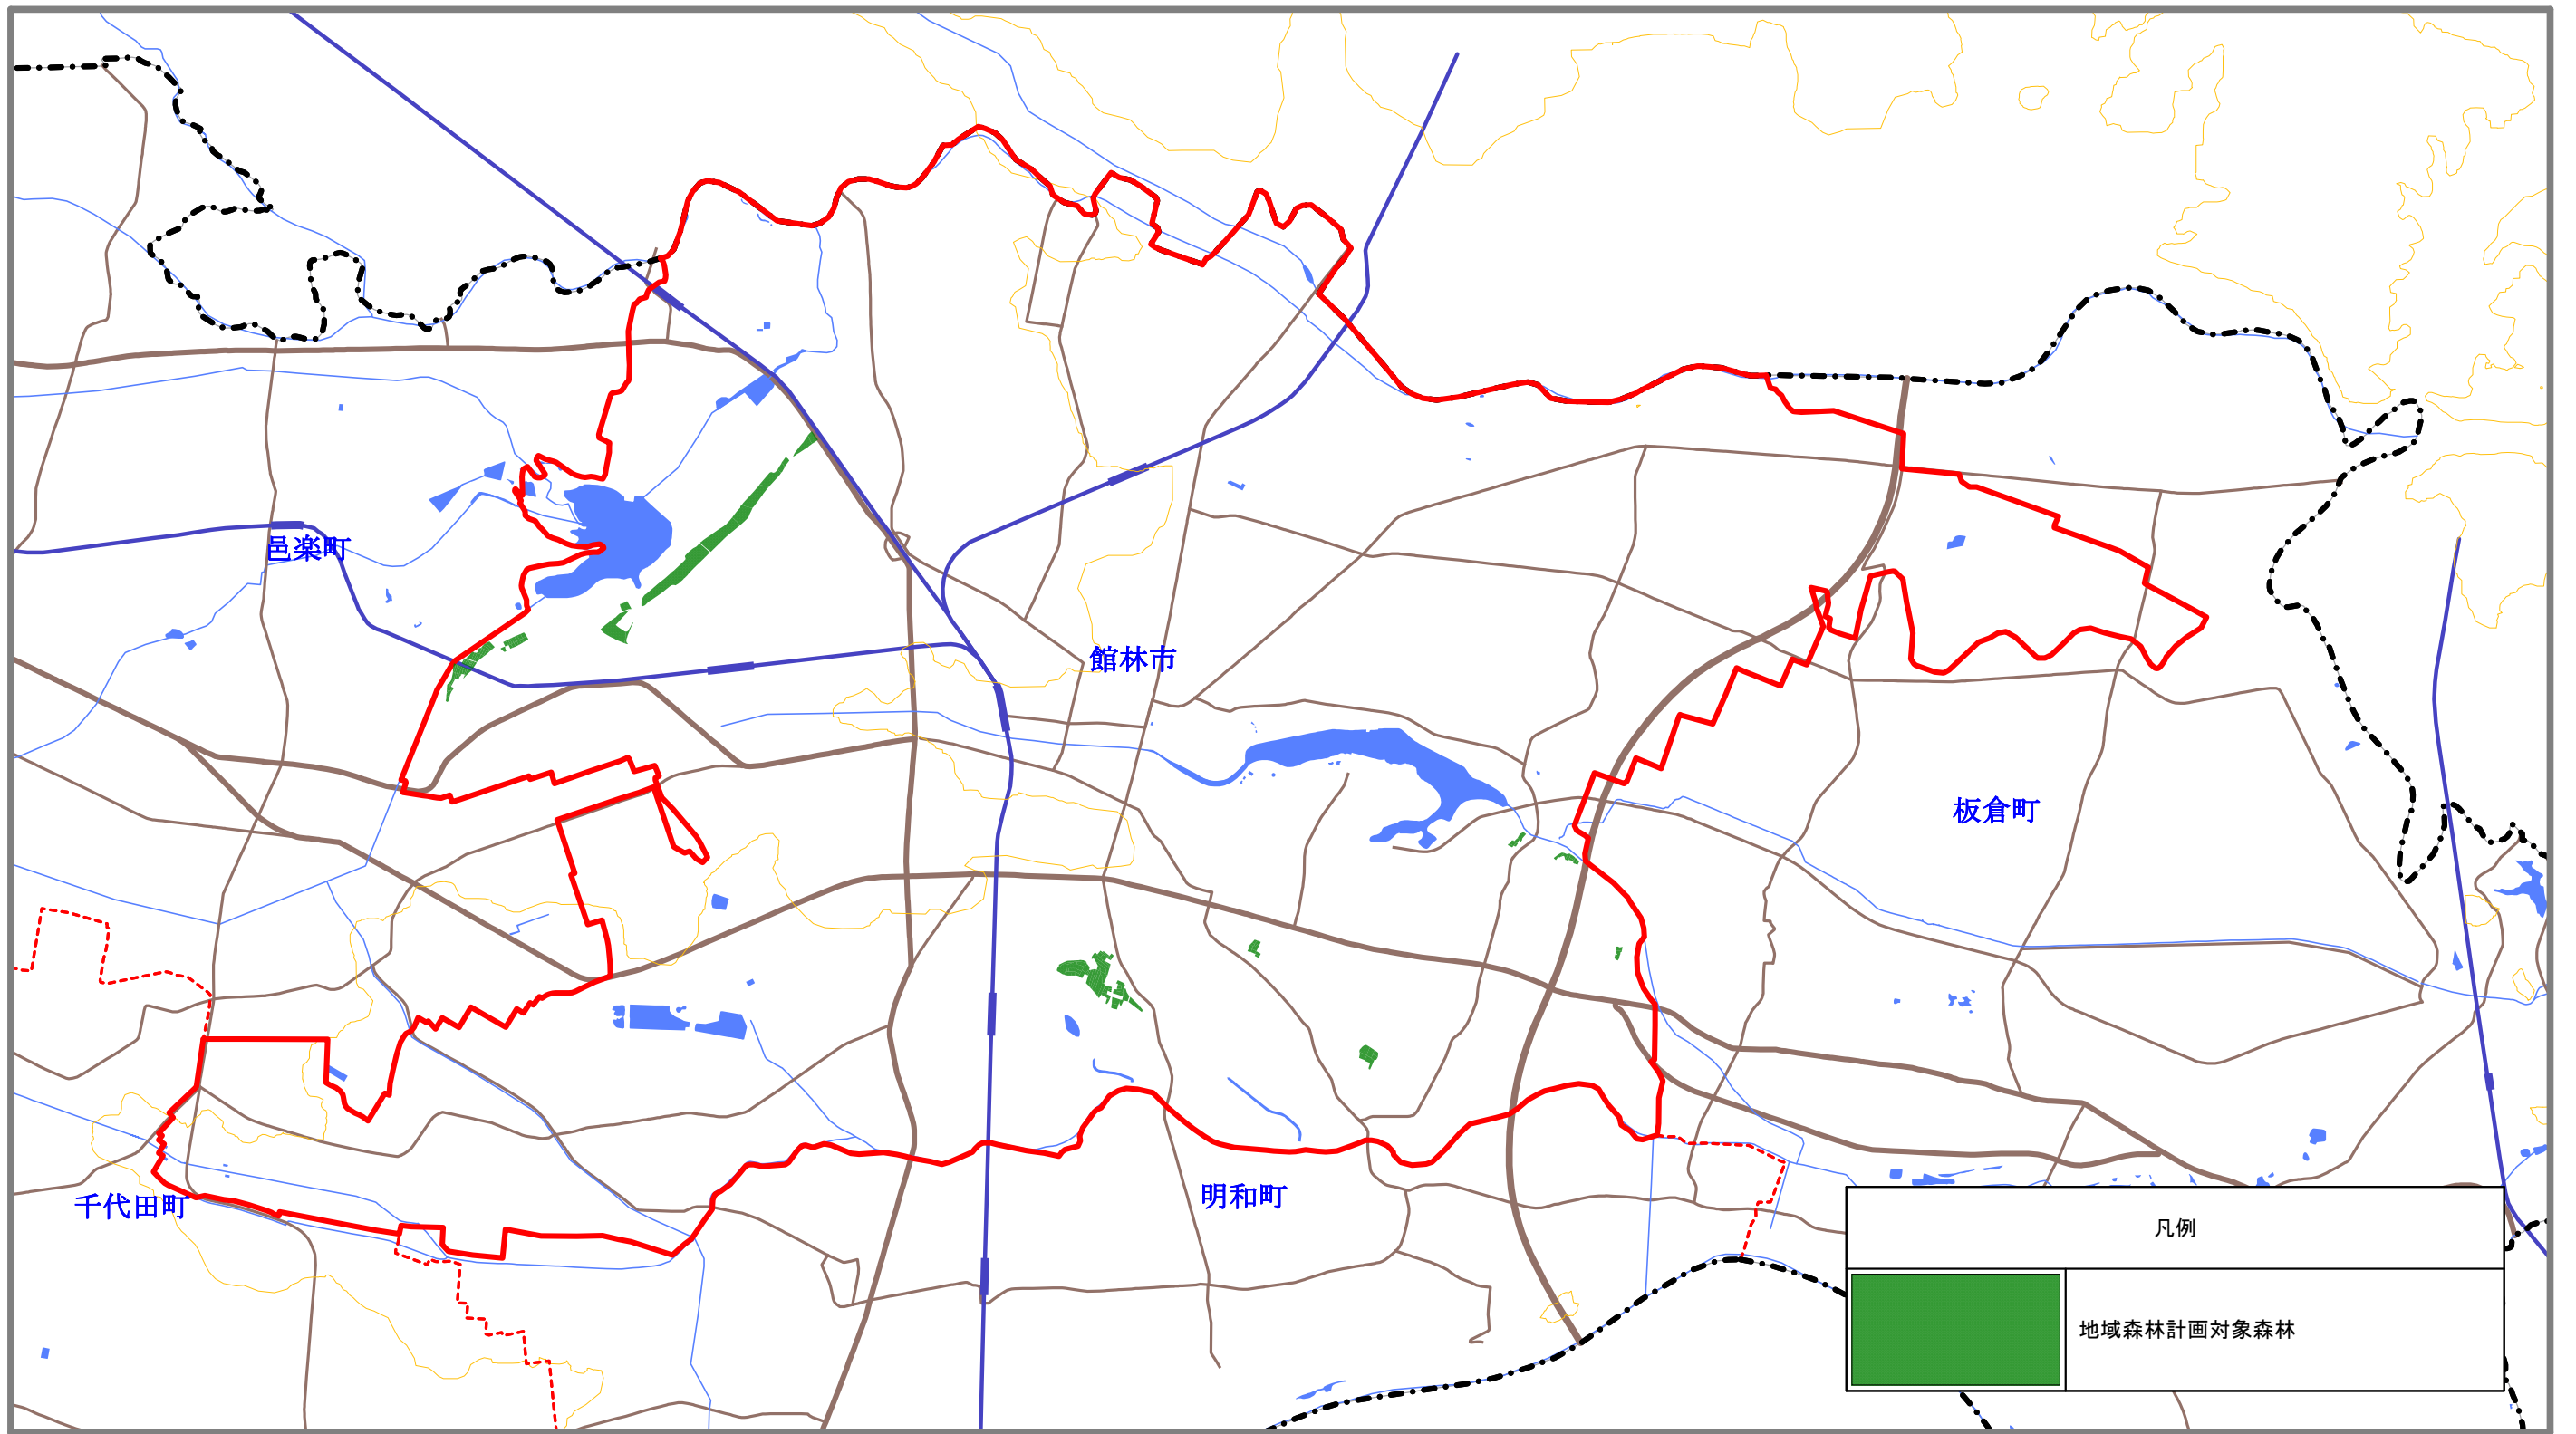 邑楽町
館林市
板倉町
千代田町
明和町
凡例
地域森林計画対象森林